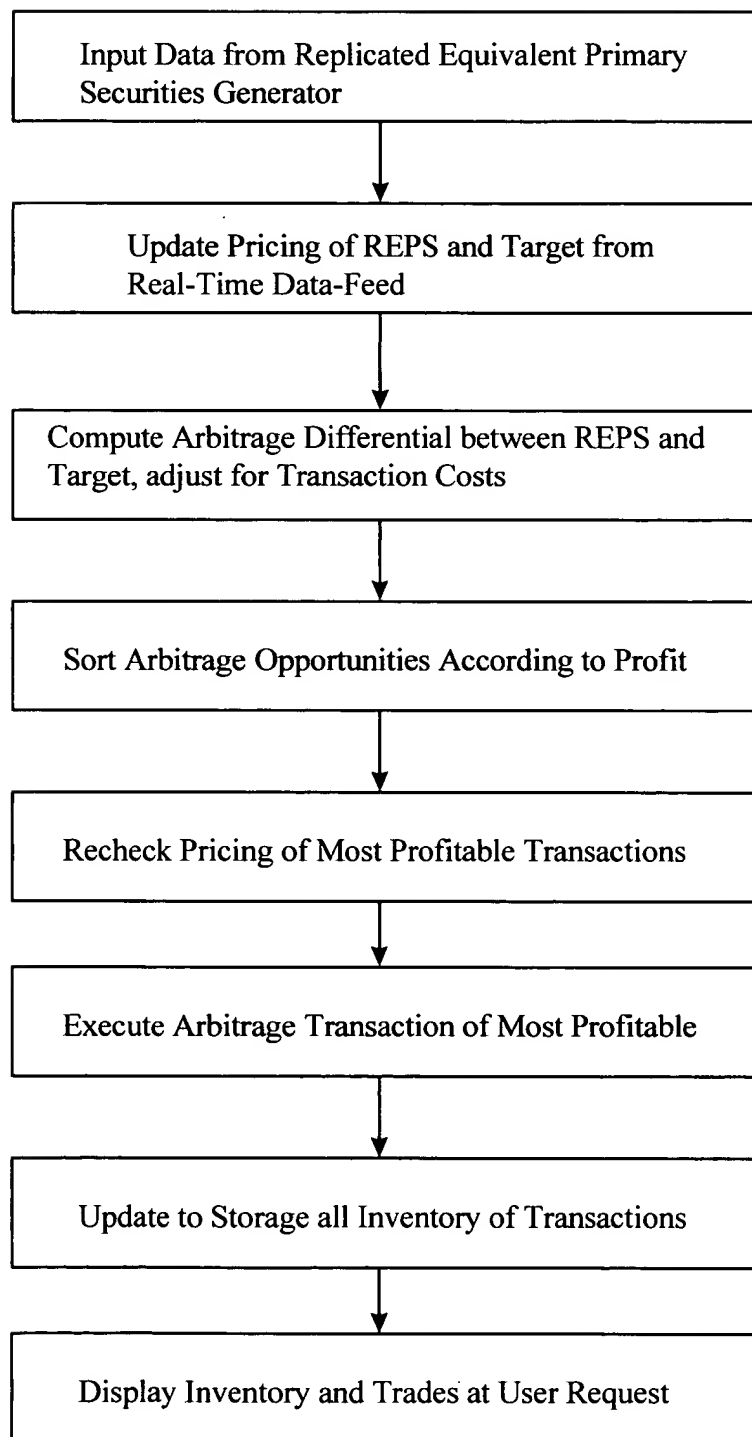 Input Data from Replicated Equivalent Primary
Securities Generator
Update Pricing of REPS and Target from
Real-Time Data-Feed
Compute Arbitrage Differential between REPS and
Target, adjust for Transaction Costs
Sort Arbitrage Opportunities According to Profit
Recheck Pricing of Most Profitable Transactions
Execute Arbitrage Transaction of Most Profitable
Update to Storage all Inventory of Transactions
Display Inventory and Trades at User Request